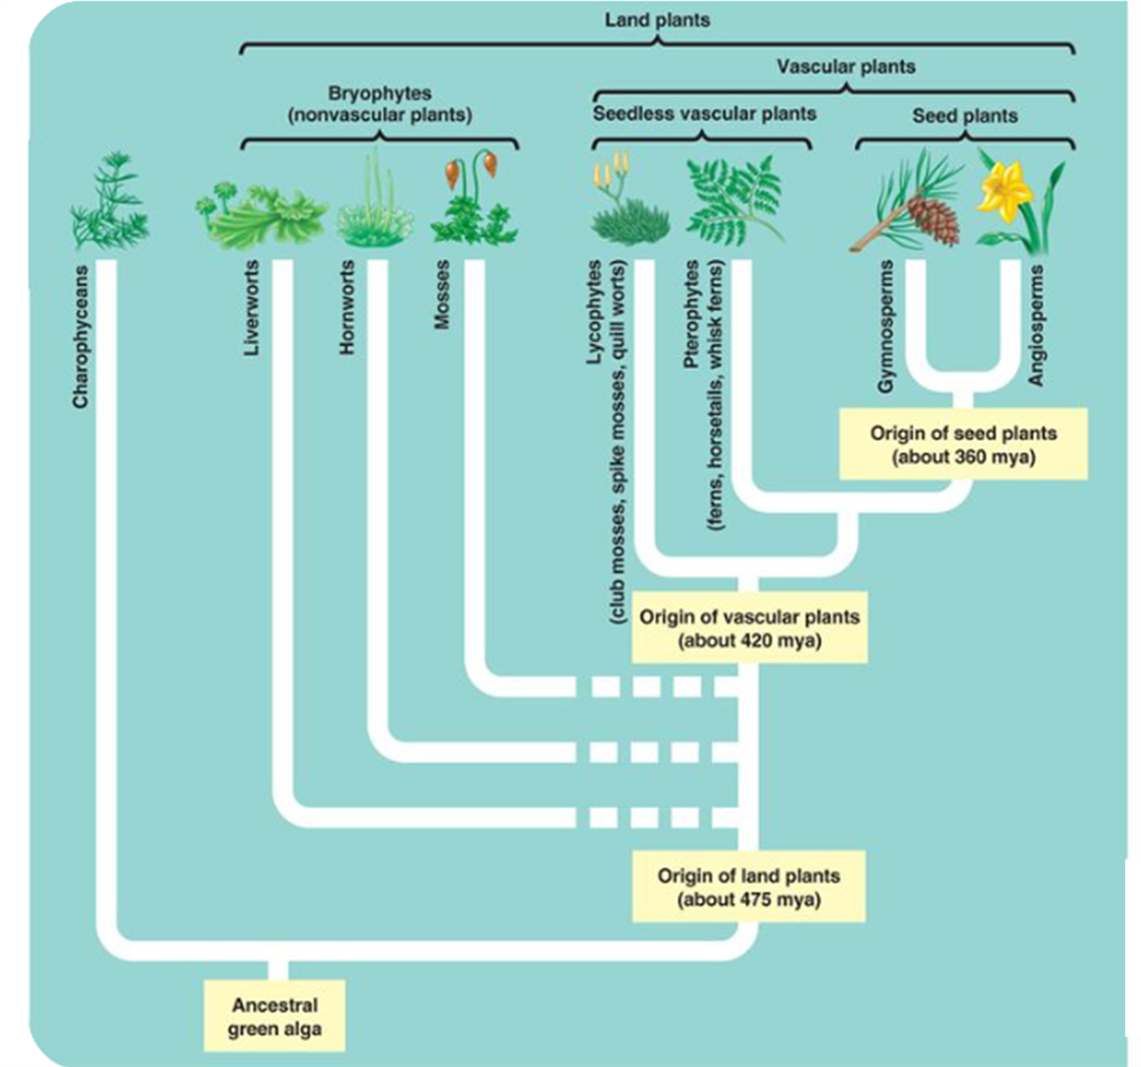 Land plants
Vascular plants
Bryophytes
(nonvascular plants)
Seedless vascular plants
Seed plants
Charophyceans
Liverworts
Hornworts
Mosses
Lycophytes
(club mosses, spike mosses, quill worts)
Pterophytes
(ferns, horsetails, whisk ferns)
Gymnosperms
Angiosperms
Origin of seed plants
(about 360 mya)
Origin of vascular plants
(about 420 mya)
Origin of land plants
(about 475 mya)
Ancestral
green alga